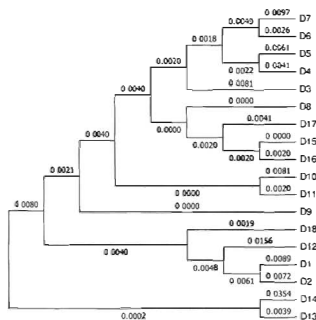 0.0097
D7
0.0040
0.0026
D6
0.0018
0.0061
D5
0.0020
0.0022
0.0041
D4
0.0081
D3
0.0040
0.0000
D8
0.0000
0.0041
D17
0.0020
0.0000
D15
0.0040
0.0020
0.0020
D16
0.0081
D10
0.0021
0.0000
0.0020
D11
0.0000
D9
0.0080
0.0019
D18
0.0040
0.0156
D12
0.0048
0.0089
D1
0.0061
0.0072
D2
0.0354
D14
0.0002
0.0039
D13